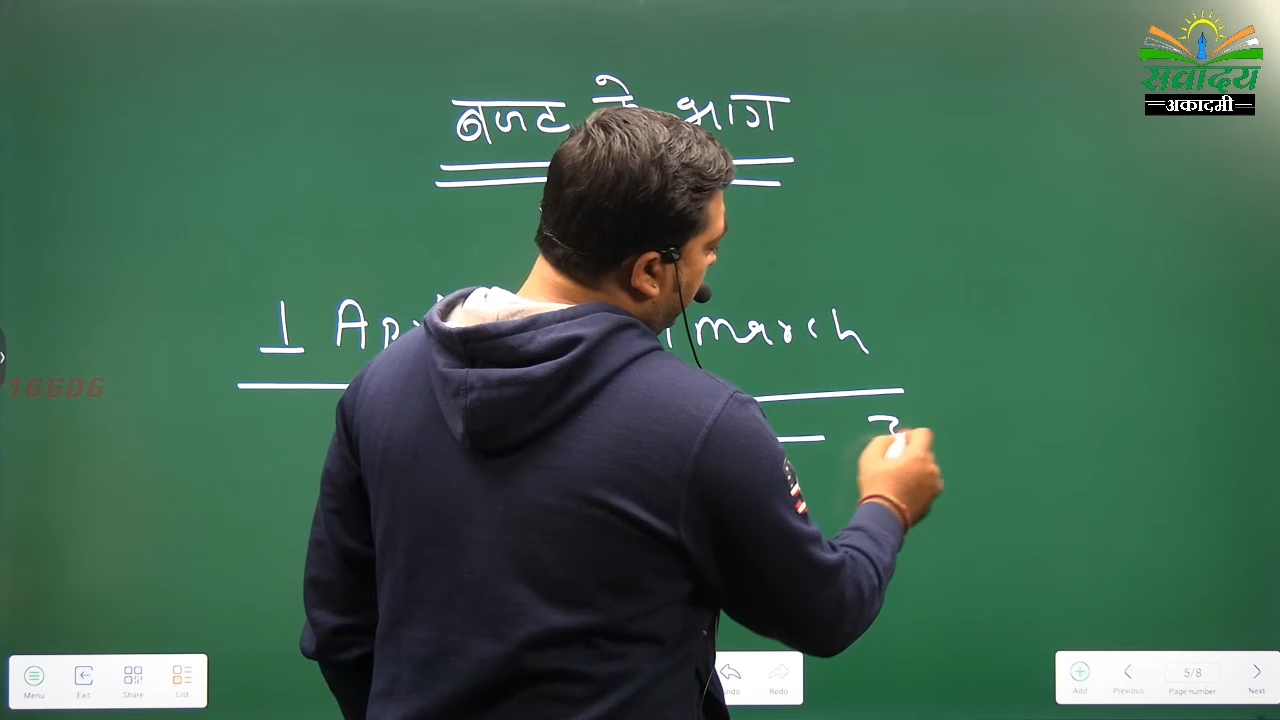 सर्वोदय
अकादमी
बजट के भाग
1 Ap march
16606
Menu Exit Share List Undo Redo Add Previous 5/8 Page number Next